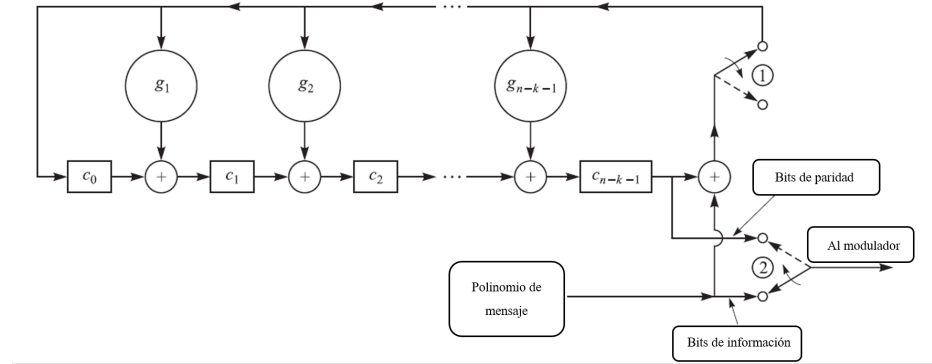 ...
g1
g2
gn−k−1
1
c0
+
c1
+
c2
...
+
cn−k−1
+
Bits de paridad
Al modulador
2
Polinomio de
mensaje
Bits de información